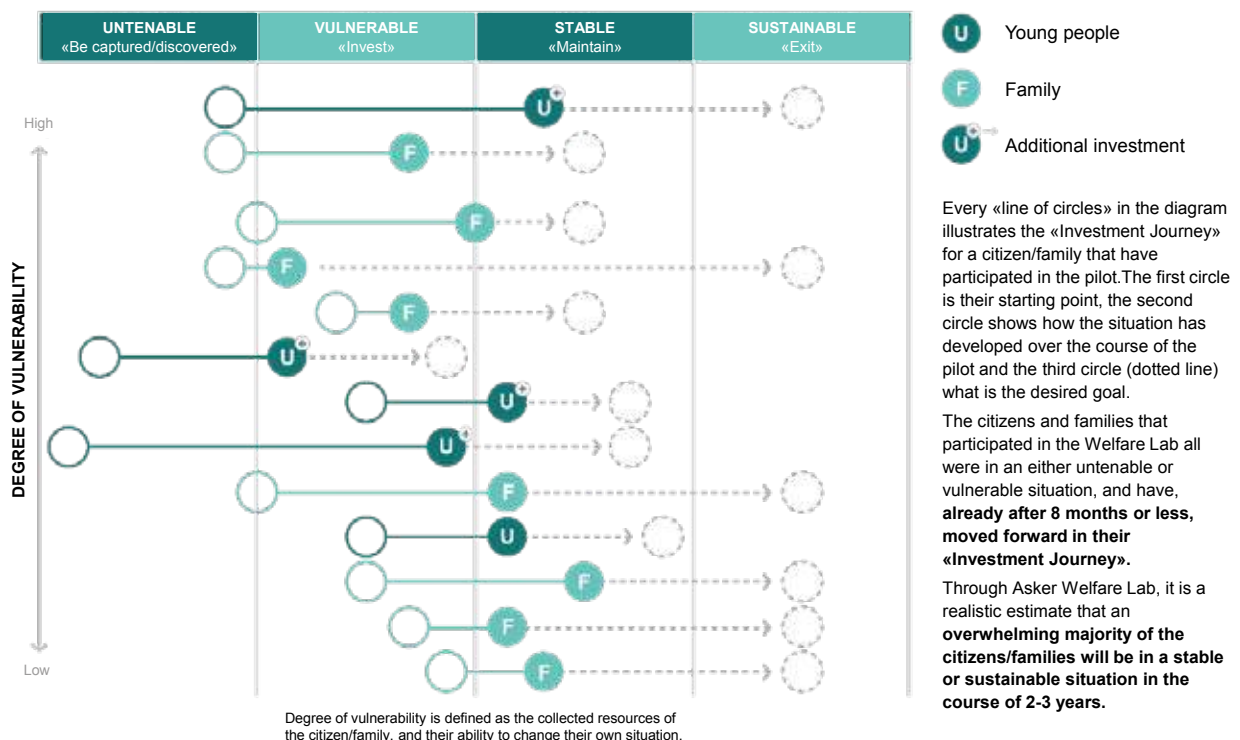 UNTENABLE
«Be captured/discovered»
VULNERABLE
«Invest»
STABLE
«Maintain»
SUSTAINABLE
«Exit»
DEGREE OF VULNERABILITY
High
Low
U
F
F
F
F
U
U
U
F
U
F
F
F
Degree of vulnerability is defined as the collected resources of
the citizen/family, and their ability to change their own situation.
U Young people
F Family
U Additional investment
Every «line of circles» in the diagram
illustrates the «Investment Journey»
for a citizen/family that have
participated in the pilot.The first circle
is their starting point, the second
circle shows how the situation has
developed over the course of the
pilot and the third circle (dotted line)
what is the desired goal.
The citizens and families that
participated in the Welfare Lab all
were in an either untenable or
vulnerable situation, and have,
already after 8 months or less,
moved forward in their
«Investment Journey».
Through Asker Welfare Lab, it is a
realistic estimate that an
overwhelming majority of the
citizens/families will be in a stable
or sustainable situation in the
course of 2-3 years.